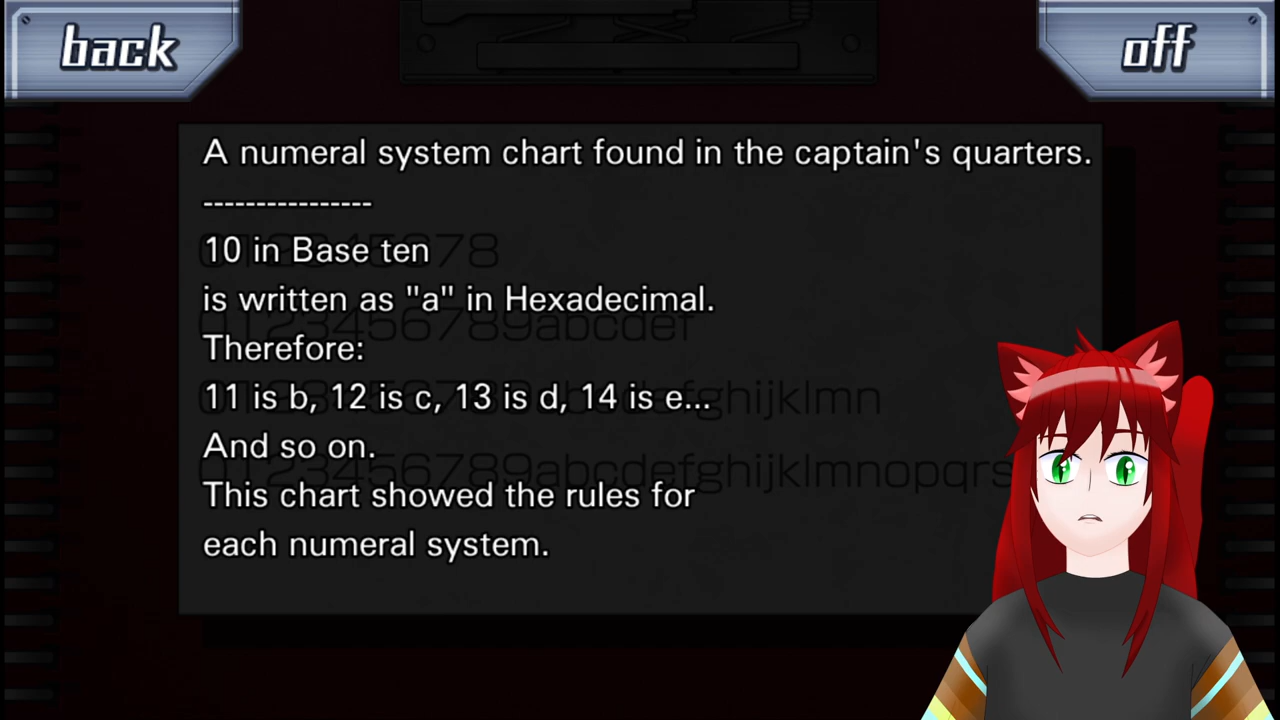 back
off
A numeral system chart found in the captain's quarters.
---------------
10 in Base ten
is written as "a" in Hexadecimal.
Therefore:
11 is b, 12 is c, 13 is d, 14 is e...
And so on.
This chart showed the rules for
each numeral system.